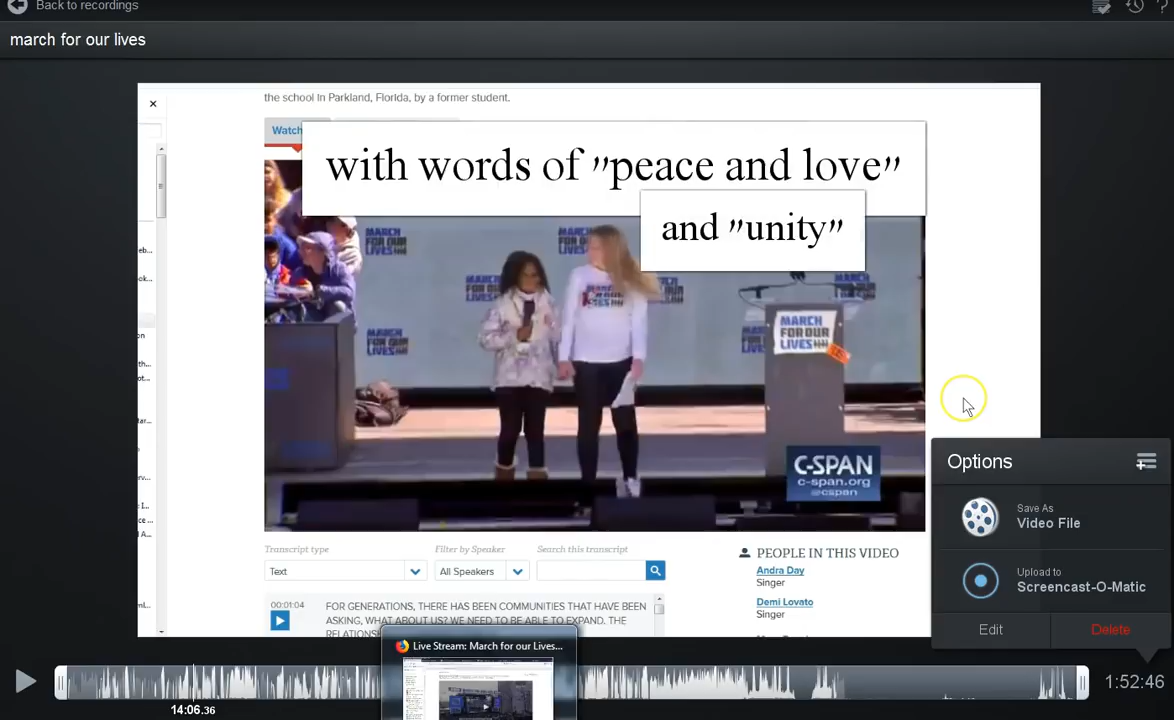 Back to recordings
?
march for our lives
the school in Parkland, Florida, by a former student.
Watch
with words of "peace and love"
and "unity"
MARCH
FOR OUR
LIVES
MARCH
FOR OUR
LIVES
C-SPAN
c-span.org
@cspan
Options
Save As
Video File
Upload to
Screencast-O-Matic
Edit
Delete
Transcript type
Filter by Speaker
Search this transcript
Text
All Speakers
PEOPLE IN THIS VIDEO
Andra Day
Singer
Demi Lovato
Singer
00:01:04
FOR GENERATIONS, THERE HAS BEEN COMMUNITIES THAT HAVE BEEN
ASKING, WHAT ABOUT US? WE NEED TO BE ABLE TO EXPAND. THE
Live Stream: March for our Lives...
14:06.36
1:52:46